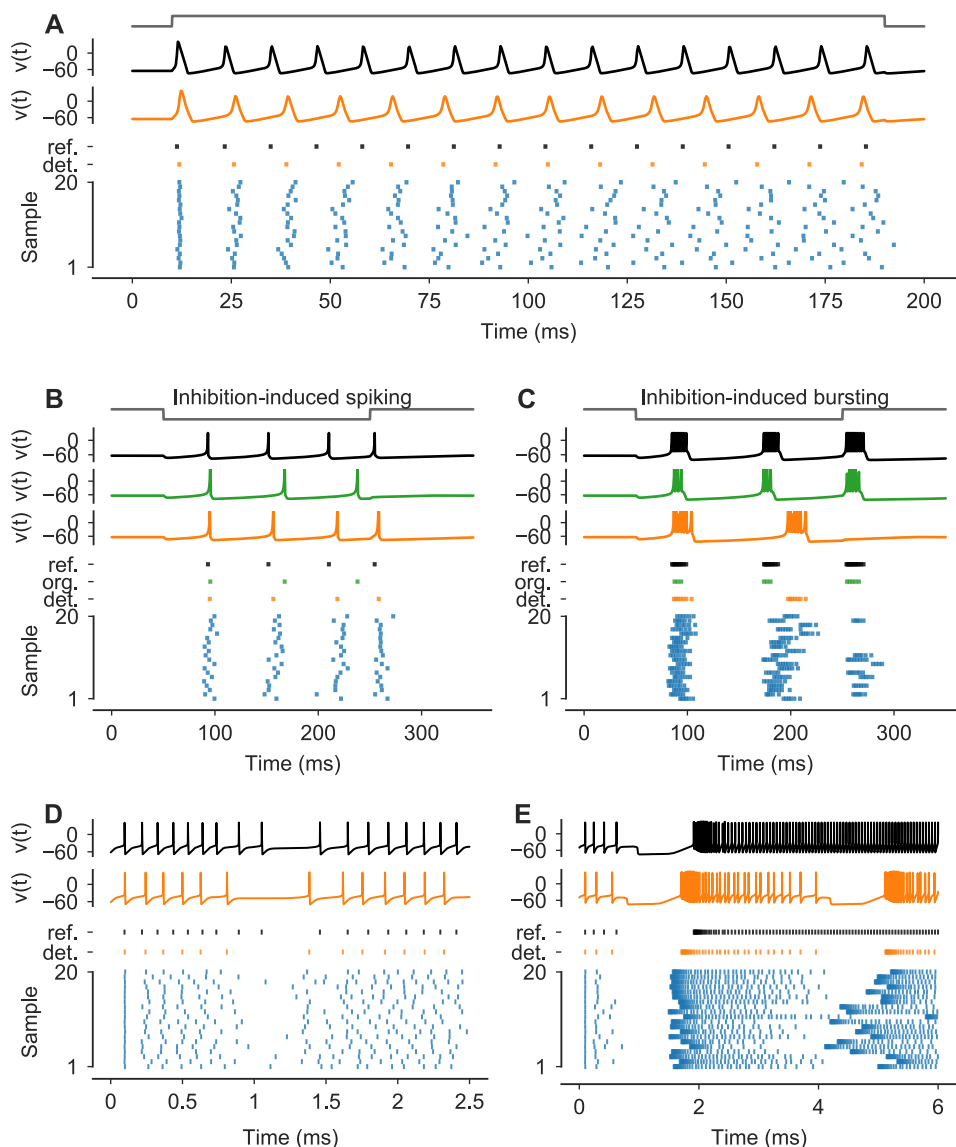 A
v(t)
0
−60
v(t)
0
−60
ref.
det.
Sample
20
1
0 25 50 75 100 125 150 175 200
Time (ms)
B Inhibition-induced spiking
v(t)
0
−60
v(t)
0
−60
v(t)
0
−60
ref.
org.
det.
Sample
20
1
0 100 200 300
Time (ms)
C Inhibition-induced bursting
0
−60
0
−60
0
−60
ref.
org.
det.
20
1
0 100 200 300
Time (ms)
D
v(t)
0
−60
v(t)
0
−60
ref.
det.
Sample
20
1
0 0.5 1 1.5 2 2.5
Time (ms)
E
0
−60
0
−60
ref.
det.
20
1
0 2 4 6
Time (ms)